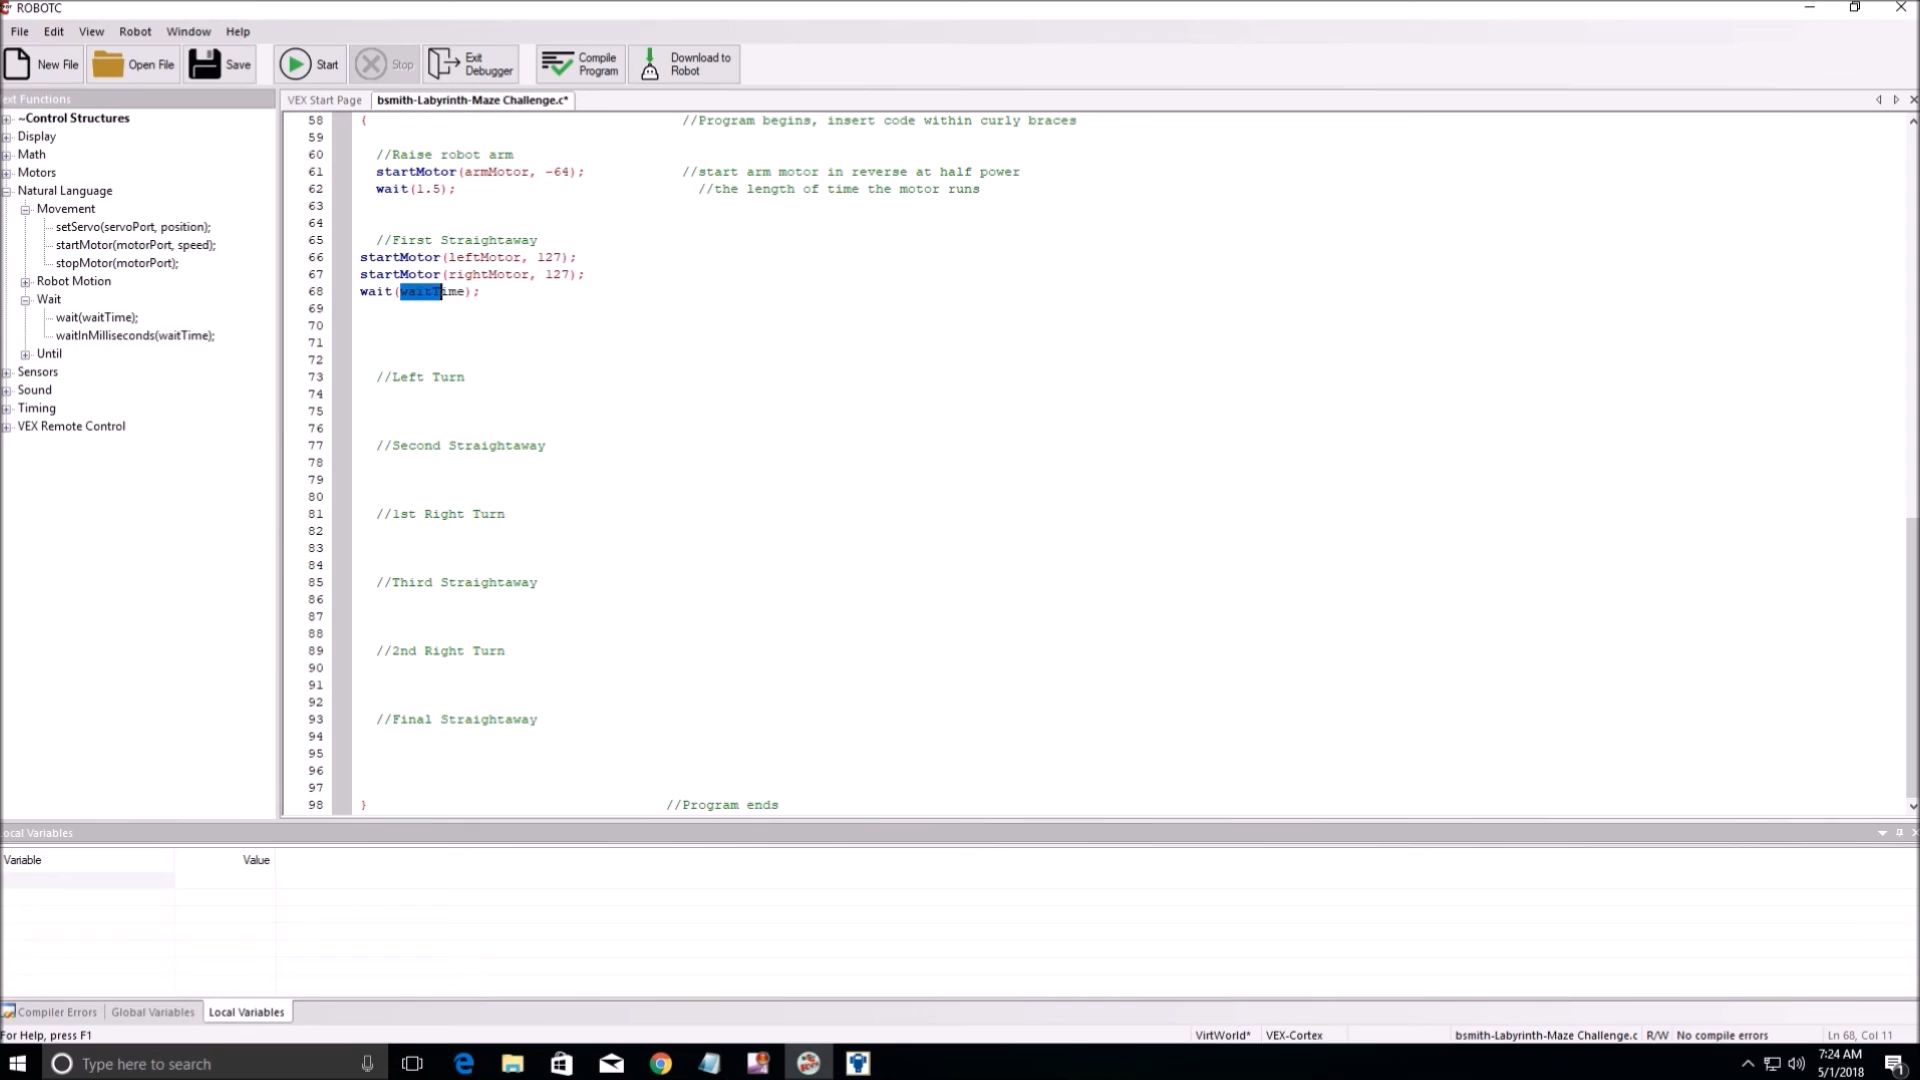 ROBOTC
File Edit View Robot Window Help
New File Open File Save Start Stop Exit Debugger Compile Program Download to Robot
ext Functions
VEX Start Page bsmith-Labyrinth-Maze Challenge.c*
~Control Structures
Display
Math
Motors
Natural Language
Movement
setServo(servoPort, position);
startMotor(motorPort, speed);
stopMotor(motorPort);
Robot Motion
Wait
wait(waitTime);
waitInMilliseconds(waitTime);
Until
Sensors
Sound
Timing
VEX Remote Control
58 { //Program begins, insert code within curly braces
59
60 //Raise robot arm
61 startMotor(armMotor, -64); //start arm motor in reverse at half power
62 wait(1.5); //the length of time the motor runs
63
64
65 //First Straightaway
66 startMotor(leftMotor, 127);
67 startMotor(rightMotor, 127);
68 wait(waitTime);
69
70
71
72
73 //Left Turn
74
75
76
77 //Second Straightaway
78
79
80
81 //1st Right Turn
82
83
84
85 //Third Straightaway
86
87
88
89 //2nd Right Turn
90
91
92
93 //Final Straightaway
94
95
96
97
98 } //Program ends
ocal Variables
Variable Value
Compiler Errors Global Variables Local Variables
For Help, press F1 VirtWorld* VEX-Cortex bsmith-Labyrinth-Maze Challenge.c R/W No compile errors Ln 68, Col 11
Type here to search
7:24 AM
5/1/2018
1